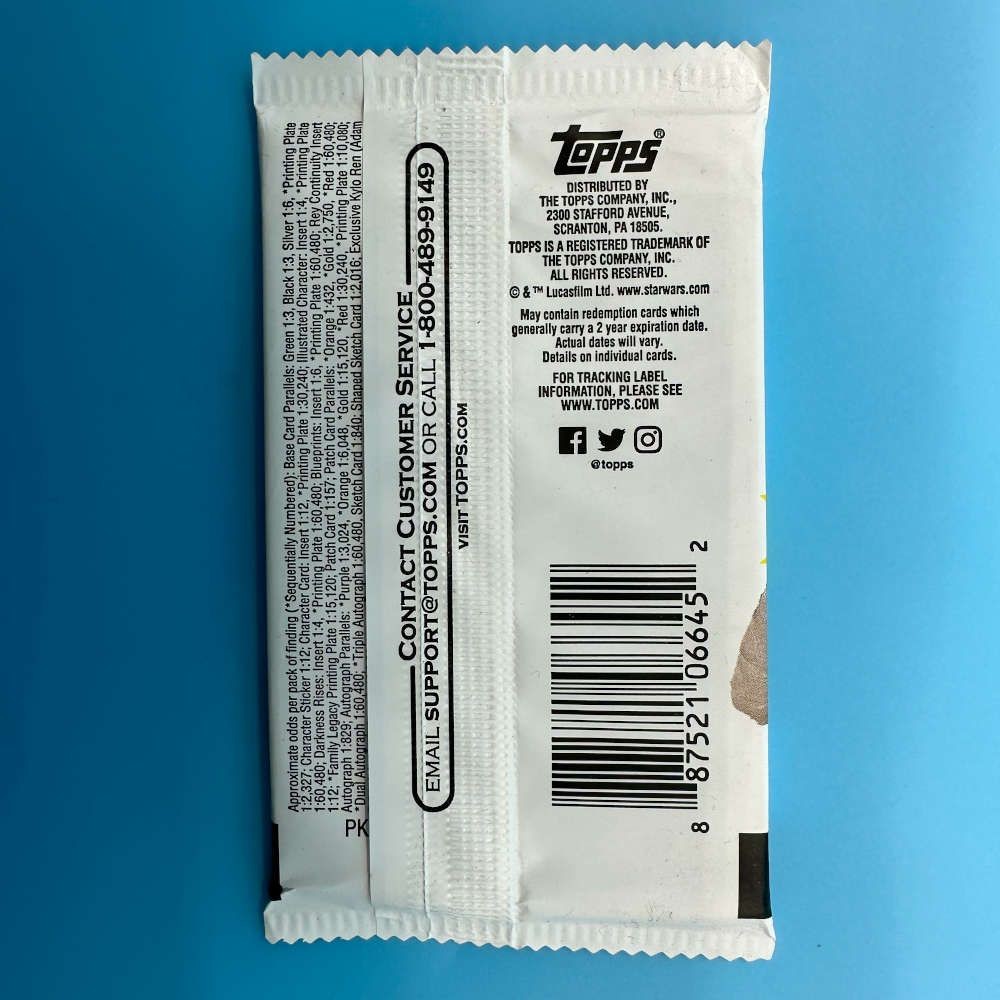 Approximate odds per pack of finding (*Sequentially Numbered): Base Card Parallels: Green 1:3, Black 1:3, Silver 1:6, *Printing Plate
1:2,327; Character Sticker 1:12; Character Card: Insert 1:12, *Printing Plate 1:30,240; Illustrated Character: Insert 1:4, *Printing Plate
1:60,480; Darkness Rises: Insert 1:4, *Printing Plate 1:60,480; Blueprints: Insert 1:6, *Printing Plate 1:60,480; Rey Continuity Insert
1:12; *Family Legacy Printing Plate 1:15,120; Patch Card 1:157; Patch Card Parallels: *Orange 1:432, *Gold 1:2,750, *Red 1:60,480;
Autograph 1:829; Autograph Parallels: *Purple 1:3,024, *Orange 1:6,048, *Gold 1:15,120, *Red 1:30,240, *Printing Plate 1:10,080;
*Dual Autograph 1:60,480; *Triple Autograph 1:60,480, Sketch Card 1:840; Shaped Sketch Card 1:2,016; Exclusive Kylo Ren (Adam
PK
CONTACT CUSTOMER SERVICE
EMAIL SUPPORT@TOPPS.COM OR CALL 1-800-489-9149
VISIT TOPPS.COM
topps®
DISTRIBUTED BY
THE TOPPS COMPANY, INC.,
2300 STAFFORD AVENUE,
SCRANTON, PA 18505.
TOPPS IS A REGISTERED TRADEMARK OF
THE TOPPS COMPANY, INC.
ALL RIGHTS RESERVED.
© & ™ Lucasfilm Ltd. www.starwars.com
May contain redemption cards which
generally carry a 2 year expiration date.
Actual dates will vary.
Details on individual cards.
FOR TRACKING LABEL
INFORMATION, PLEASE SEE
WWW.TOPPS.COM
@topps
8 87521 06645 2